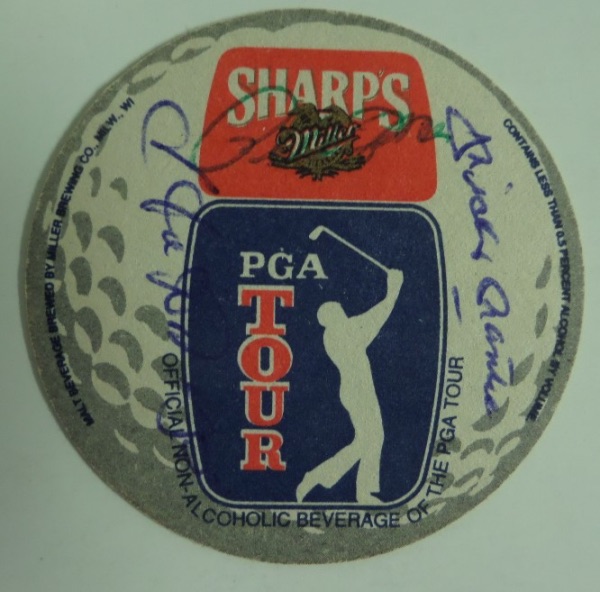 SHARP'S
Miller
PGA
TOUR
OFFICIAL NON-ALCOHOLIC BEVERAGE OF THE PGA TOUR
MALT BEVERAGE BREWED BY MILLER BREWING CO., MILW., WI
CONTAINS LESS THAN 0.5 PERCENT ALCOHOL BY VOLUME